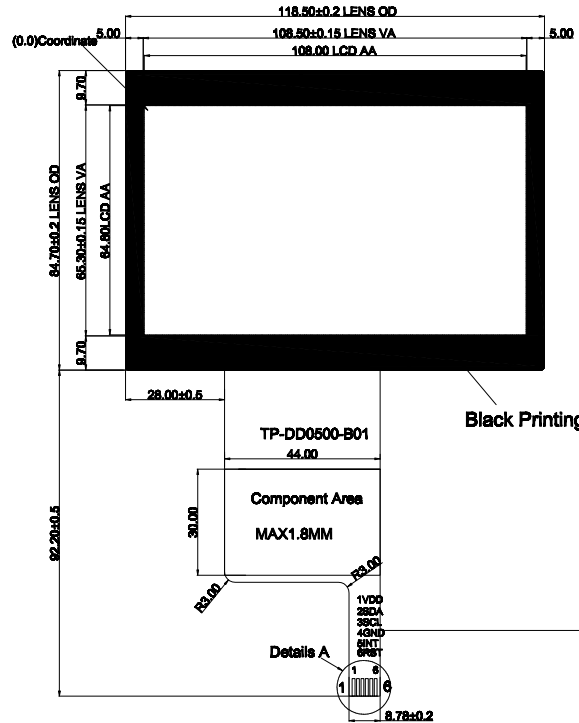 118.50±0.2 LENS OD
(0.0)Coordinate
5.00
108.50±0.15 LENS VA
5.00
108.00 LCD AA
9.70
84.70±0.2 LENS OD
65.30±0.15 LENS VA
64.80LCD AA
9.70
28.00±0.5
Black Printing
TP-DD0500-B01
44.00
92.20±0.5
30.00
Component Area
MAX1.8MM
R3.00
R3.00
1VDD
2SDA
3SCL
4GND
5INT
6RST
Details A
1 6
1 6
8.78±0.2